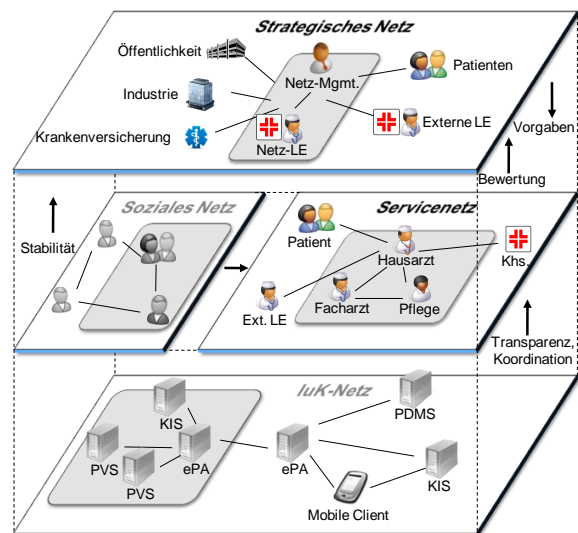 Strategisches Netz
Öffentlichkeit
Netz-Mgmt.
Patienten
Industrie
Krankenversicherung
Netz-LE
Externe LE
Vorgaben
Bewertung
Soziales Netz
Stabilität
Servicenetz
Patient
Hausarzt
Khs.
Ext. LE
Facharzt
Pflege
Transparenz,
Koordination
IuK-Netz
KIS
PDMS
PVS
ePA
ePA
PVS
KIS
Mobile Client